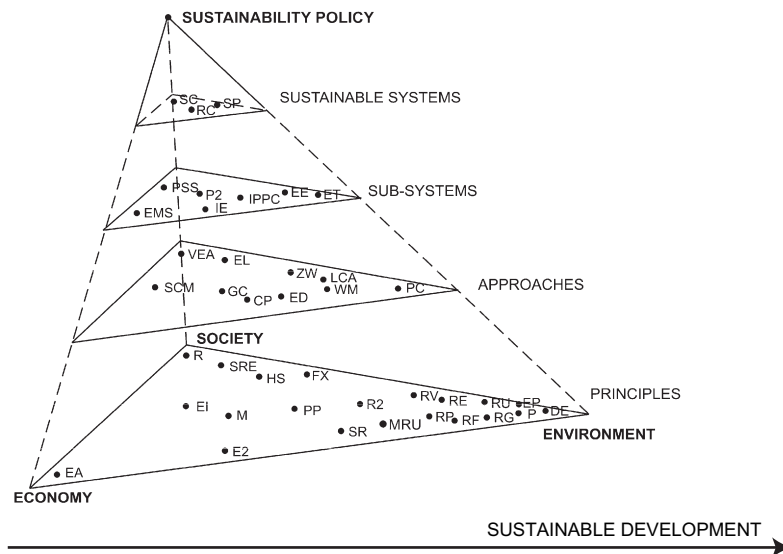 SUSTAINABILITY POLICY
SC SP
RC
SUSTAINABLE SYSTEMS
PSS P2 IPPC EE ET
EMS IE
SUB-SYSTEMS
VEA EL
ZW LCA
SCM GC CP ED WM PC
APPROACHES
SOCIETY
R
SRE HS FX
EI M PP R2 RV RE RU EP
SR MRU RP RF RG P DE
E2
EA
PRINCIPLES
ENVIRONMENT
ECONOMY
SUSTAINABLE DEVELOPMENT